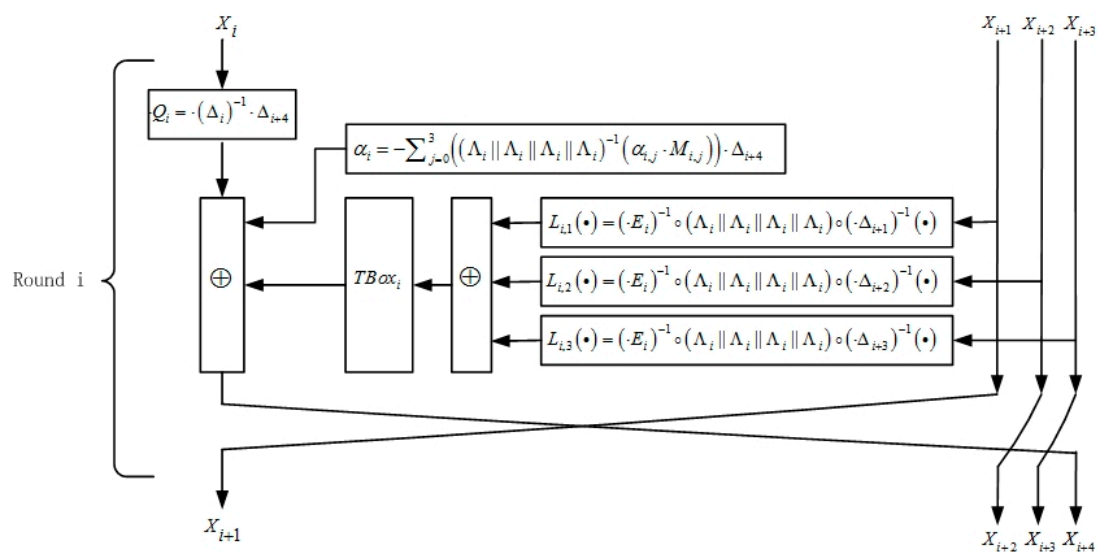 X_i X_{i+1} X_{i+2} X_{i+3}
·Q_i = ·(Δ_i)^{-1} · Δ_{i+4}
α_i = −∑_{j=0}^{3}((Λ_i || Λ_i || Λ_i || Λ_i)^{-1}(α_{i,j} · M_{i,j})) · Δ_{i+4}
L_{i,1}(•) = (·E_i)^{-1} ∘ (Λ_i || Λ_i || Λ_i || Λ_i) ∘ (·Δ_{i+1})^{-1}(•)
Round i ⊕ TBox_i ⊕ L_{i,2}(•) = (·E_i)^{-1} ∘ (Λ_i || Λ_i || Λ_i || Λ_i) ∘ (·Δ_{i+2})^{-1}(•)
L_{i,3}(•) = (·E_i)^{-1} ∘ (Λ_i || Λ_i || Λ_i || Λ_i) ∘ (·Δ_{i+3})^{-1}(•)
X_{i+1} X_{i+2} X_{i+3} X_{i+4}